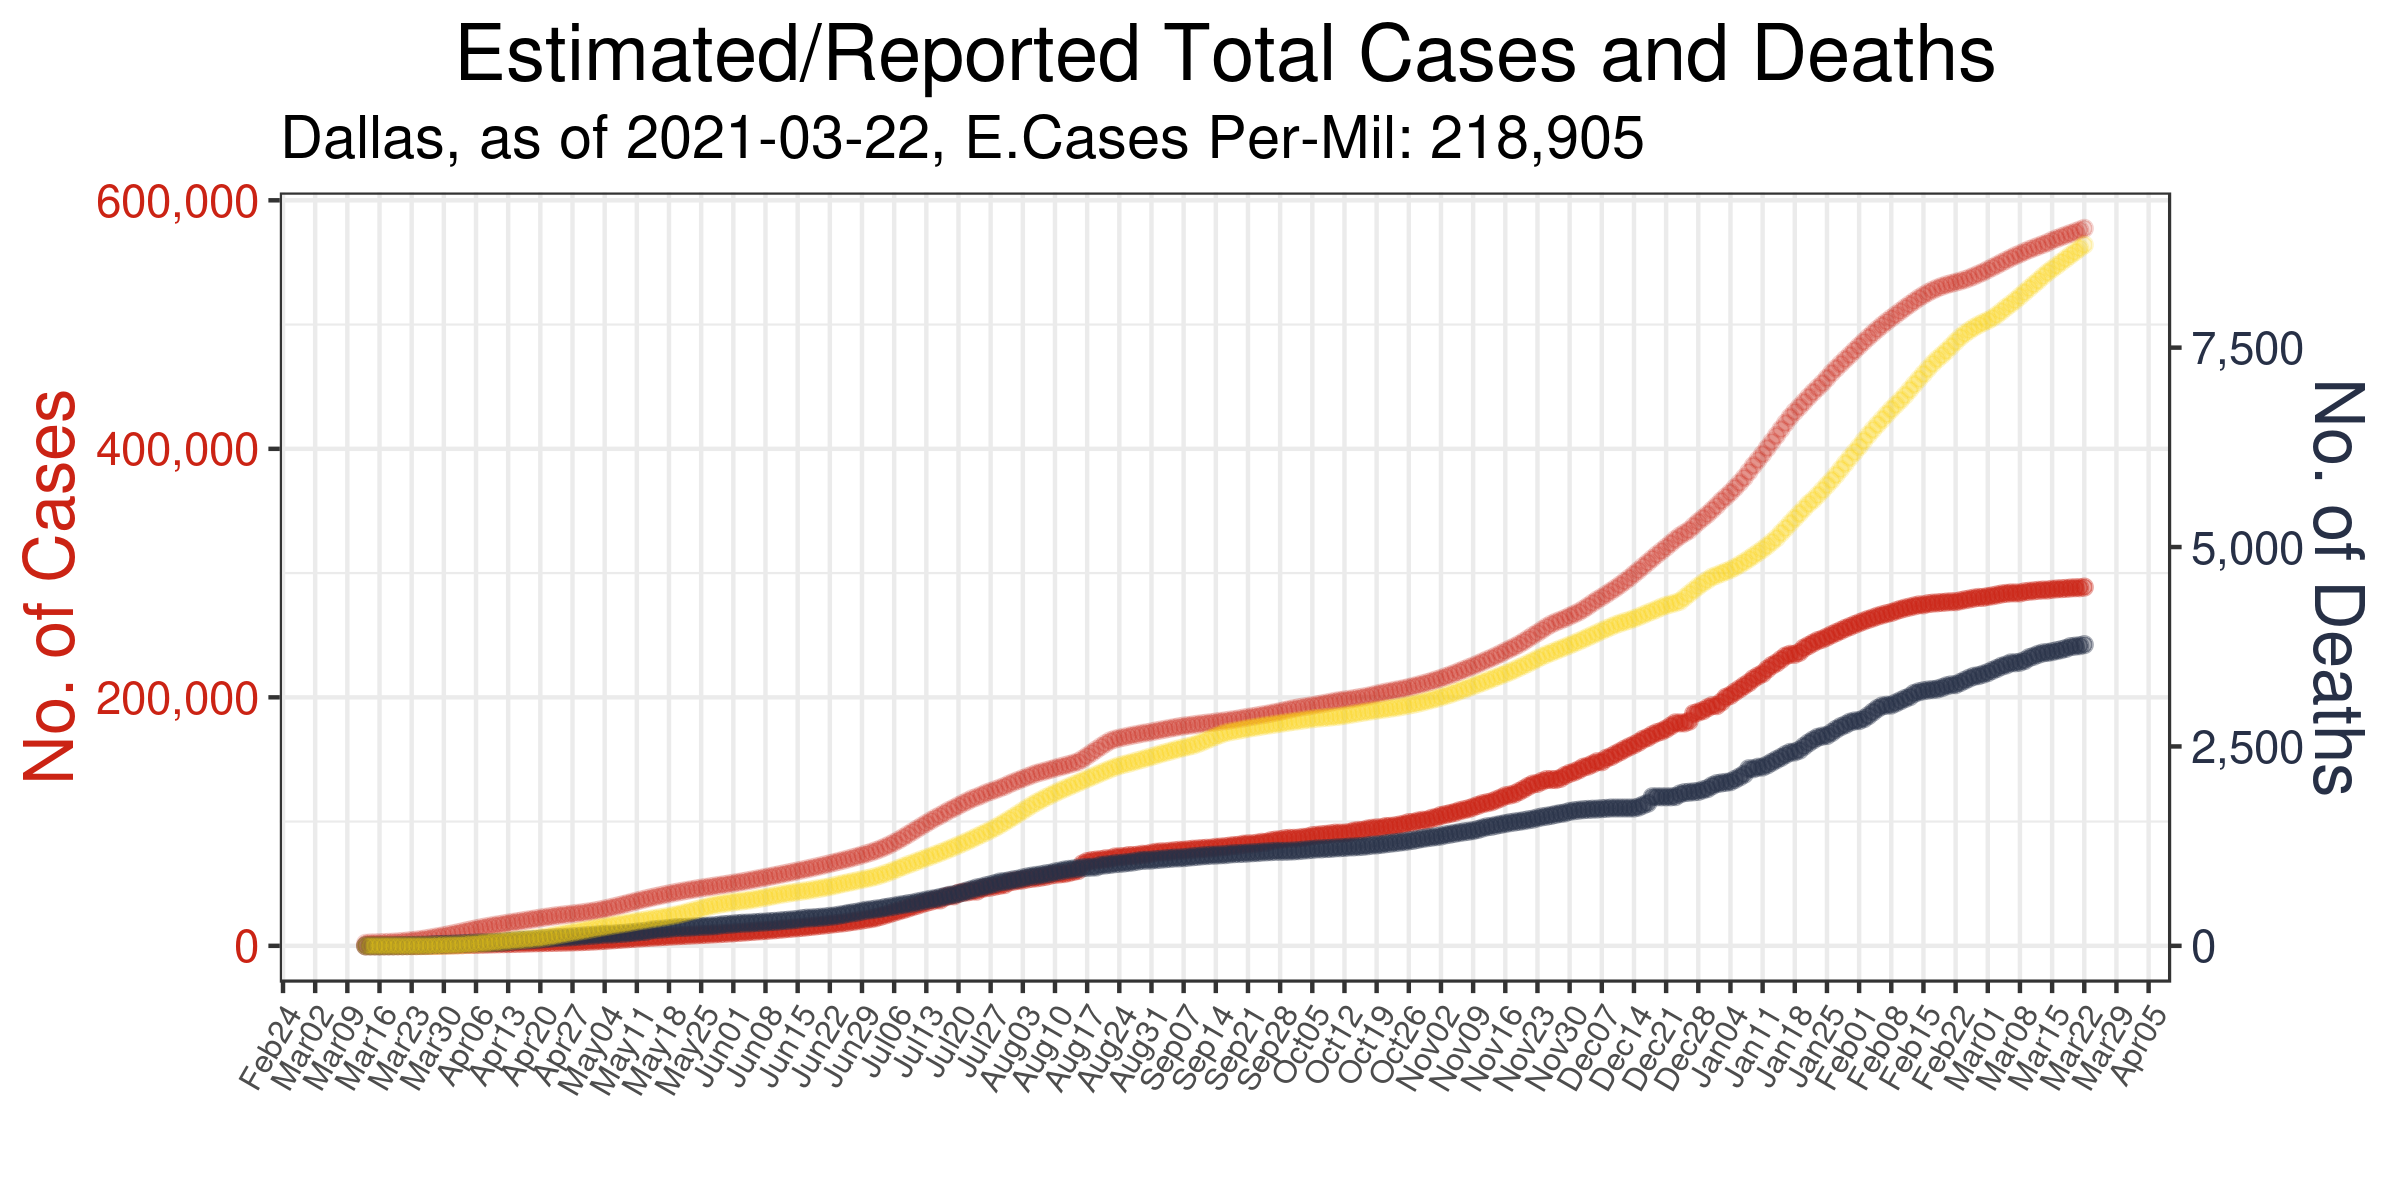 Estimated/Reported Total Cases and Deaths
Dallas, as of 2021-03-22, E.Cases Per-Mil: 218,905
No. of Cases
600,000
400,000
200,000
0
7,500
5,000
2,500
0
No. of Deaths
Feb24
Mar02
Mar09
Mar16
Mar23
Mar30
Apr06
Apr13
Apr20
Apr27
May04
May11
May18
May25
Jun01
Jun08
Jun15
Jun22
Jun29
Jul06
Jul13
Jul20
Jul27
Aug03
Aug10
Aug17
Aug24
Aug31
Sep07
Sep14
Sep21
Sep28
Oct05
Oct12
Oct19
Oct26
Nov02
Nov09
Nov16
Nov23
Nov30
Dec07
Dec14
Dec21
Dec28
Jan04
Jan11
Jan18
Jan25
Feb01
Feb08
Feb15
Feb22
Mar01
Mar08
Mar15
Mar22
Mar29
Apr05